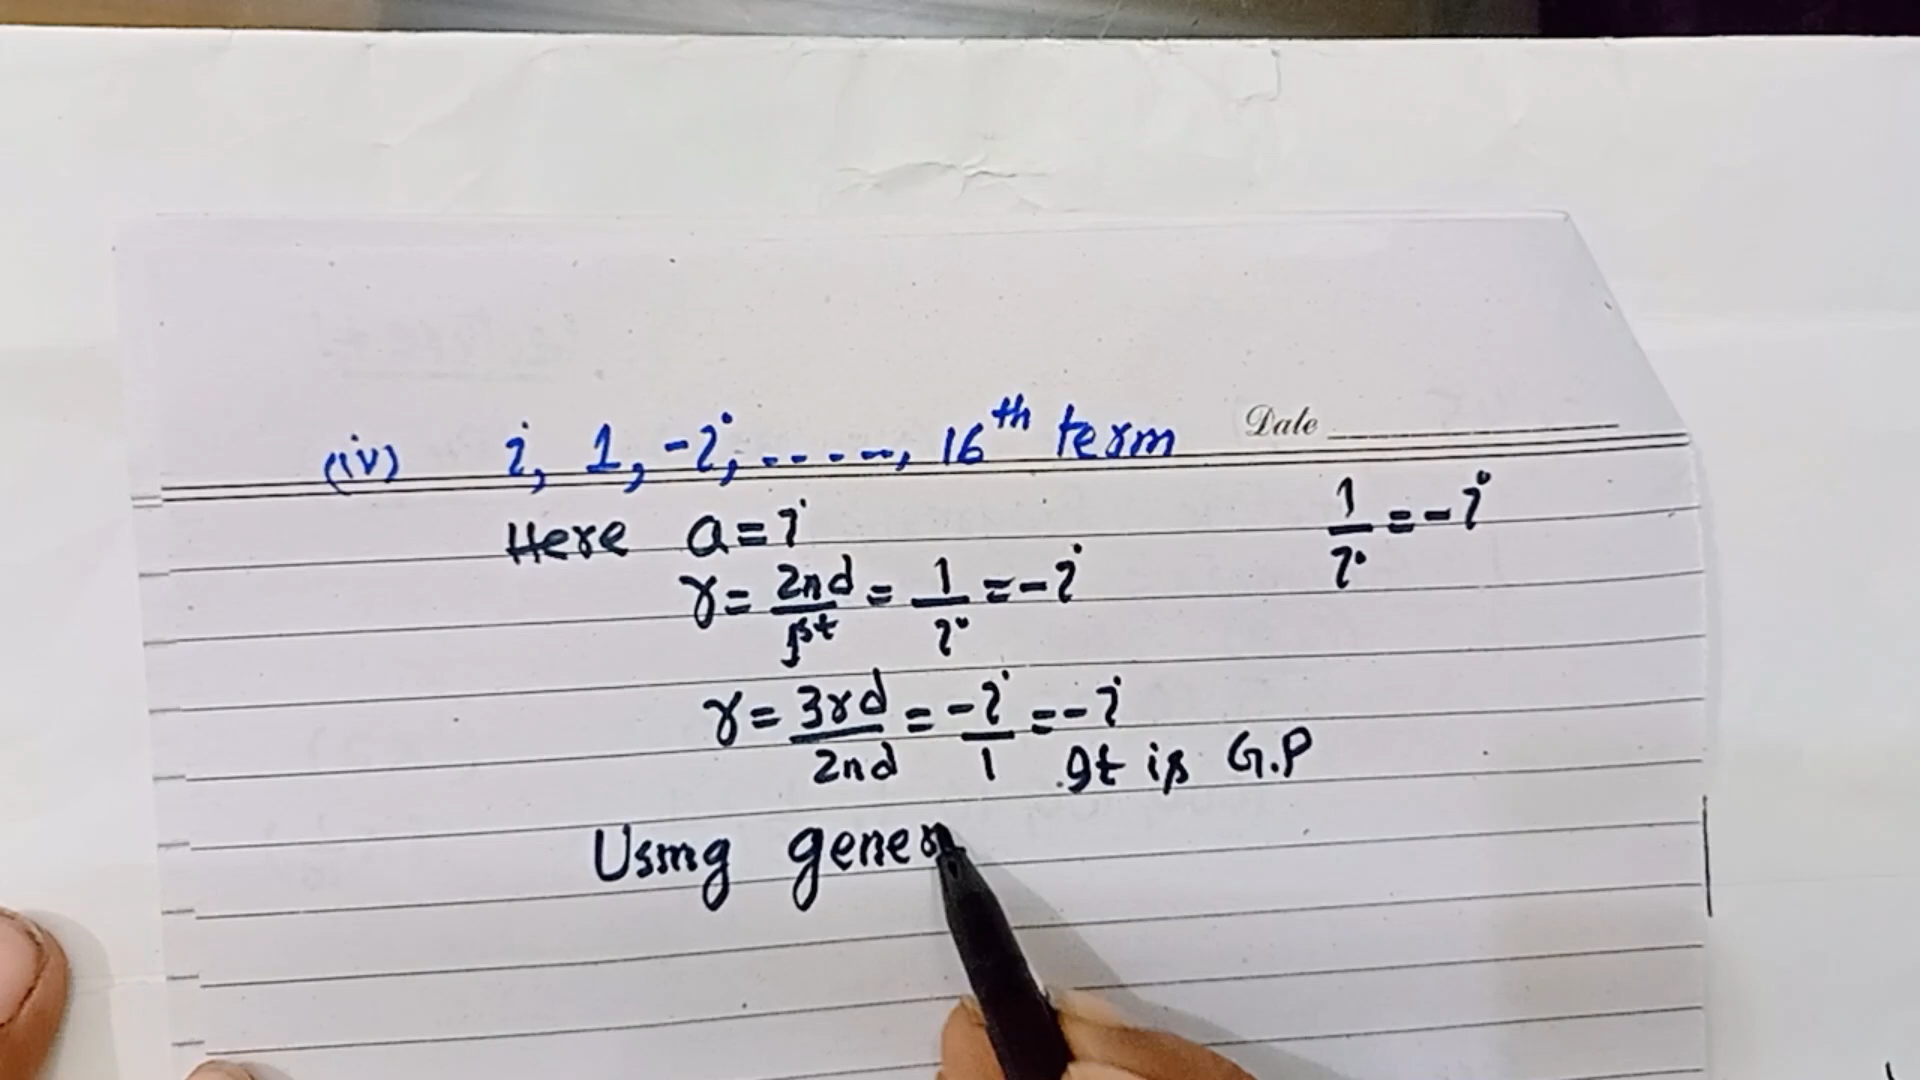 (iv) i, 1, -i, ....., 16th term Date
Here a = i
1/i = -i
r = 2nd/1st = 1/i = -i
r = 3rd/2nd = -i/1 = -i It is G.P
Using gener